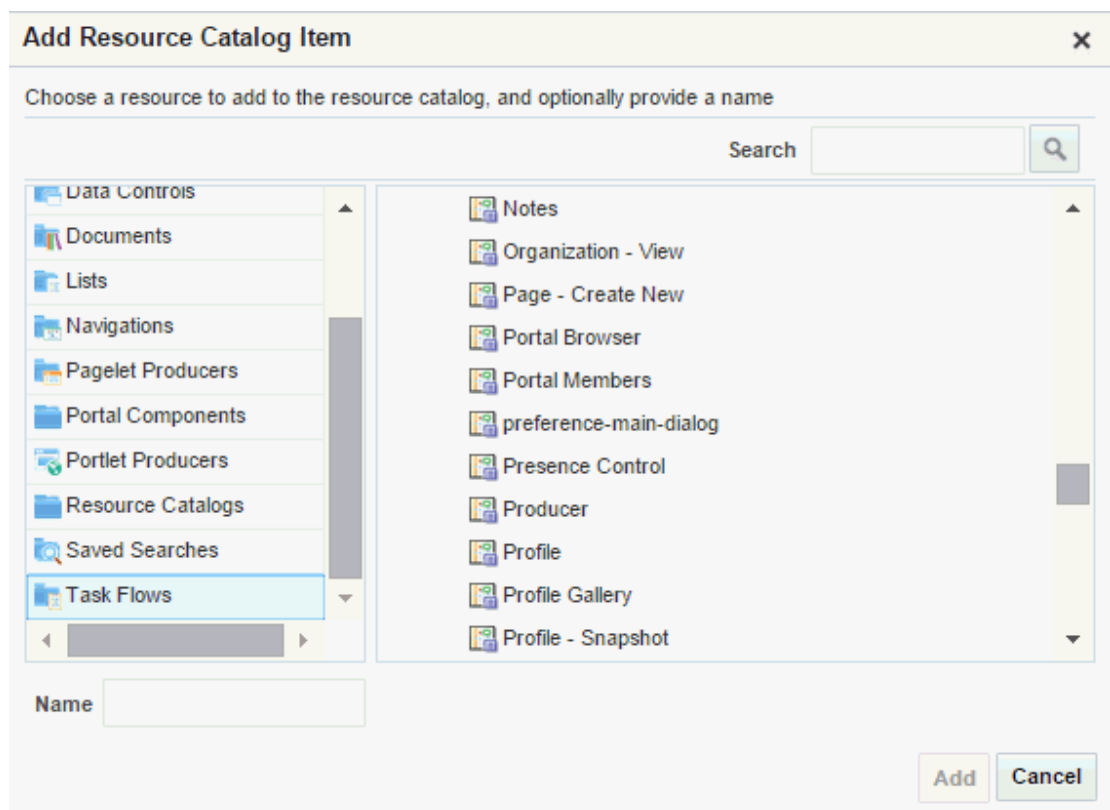 Add Resource Catalog Item
Choose a resource to add to the resource catalog, and optionally provide a name
Search
Data Controls
Documents
Lists
Navigations
Pagelet Producers
Portal Components
Portlet Producers
Resource Catalogs
Saved Searches
Task Flows
Notes
Organization - View
Page - Create New
Portal Browser
Portal Members
preference-main-dialog
Presence Control
Producer
Profile
Profile Gallery
Profile - Snapshot
Name
Add Cancel